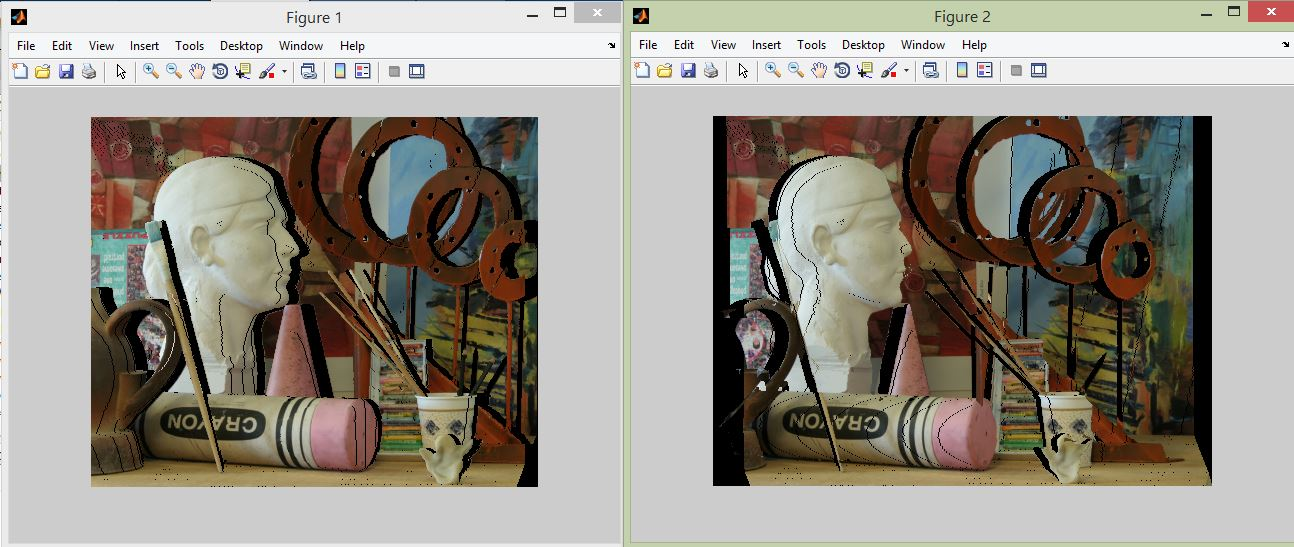 Figure 1
File Edit View Insert Tools Desktop Window Help
CRAYON
Figure 2
File Edit View Insert Tools Desktop Window Help
CRAYON